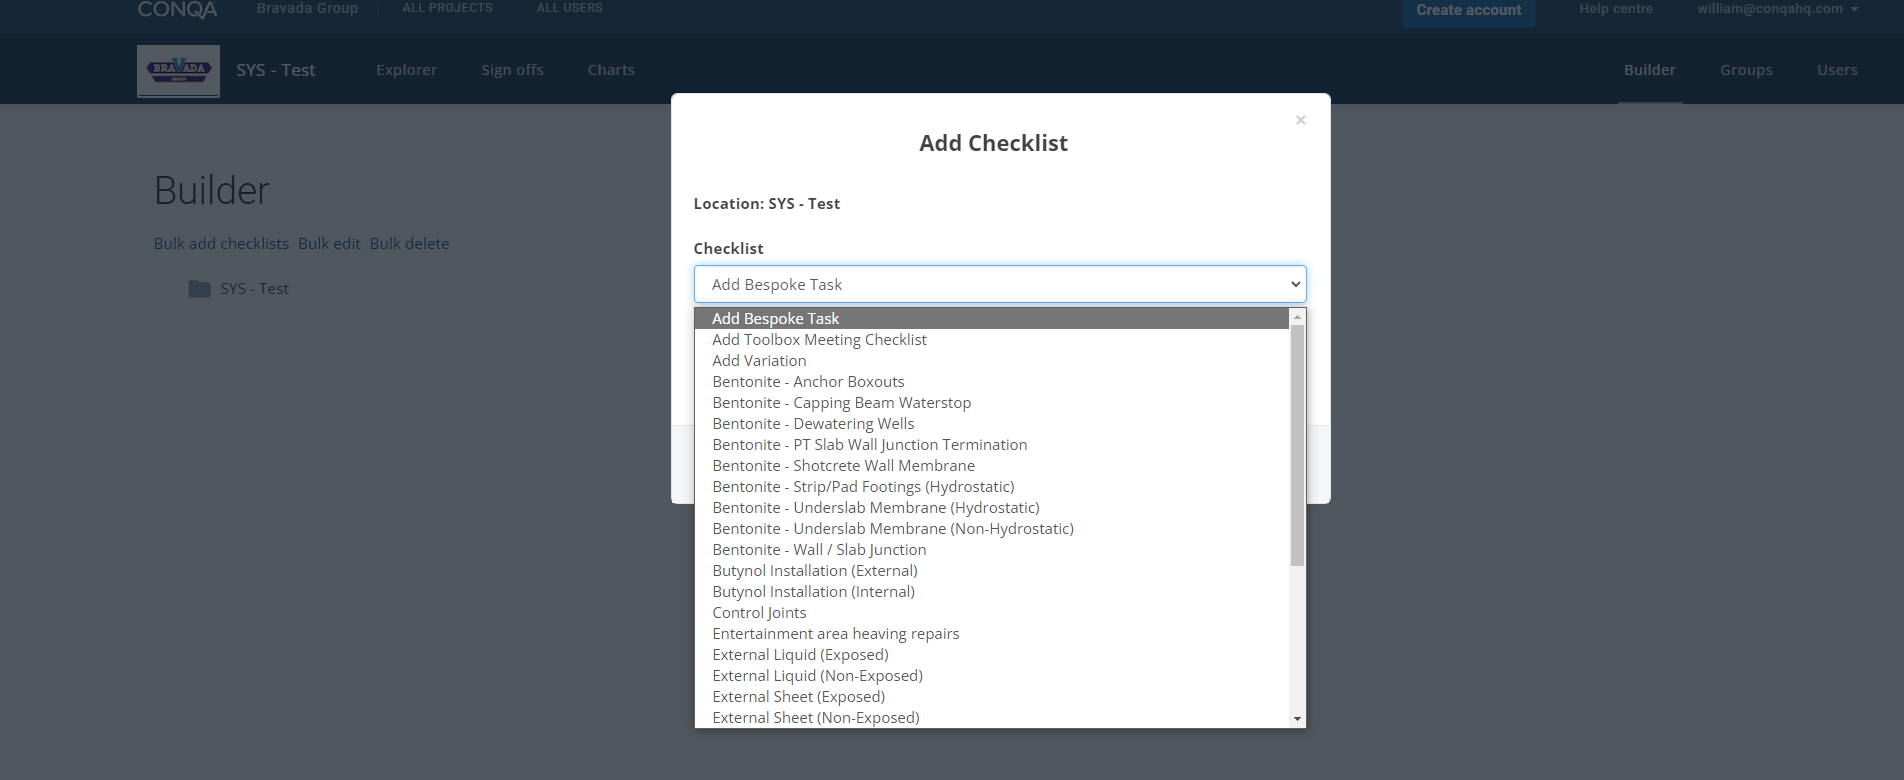 CONQA Bravada Group ALL PROJECTS ALL USERS Create account Help centre william@conqahq.com
BRAVADA SYS - Test Explorer Sign offs Charts Builder Groups Users
×
Add Checklist
Builder
Location: SYS - Test
Bulk add checklists Bulk edit Bulk delete
Checklist
SYS - Test
Add Bespoke Task
Add Bespoke Task
Add Toolbox Meeting Checklist
Add Variation
Bentonite - Anchor Boxouts
Bentonite - Capping Beam Waterstop
Bentonite - Dewatering Wells
Bentonite - PT Slab Wall Junction Termination
Bentonite - Shotcrete Wall Membrane
Bentonite - Strip/Pad Footings (Hydrostatic)
Bentonite - Underslab Membrane (Hydrostatic)
Bentonite - Underslab Membrane (Non-Hydrostatic)
Bentonite - Wall / Slab Junction
Butynol Installation (External)
Butynol Installation (Internal)
Control Joints
Entertainment area heaving repairs
External Liquid (Exposed)
External Liquid (Non-Exposed)
External Sheet (Exposed)
External Sheet (Non-Exposed)